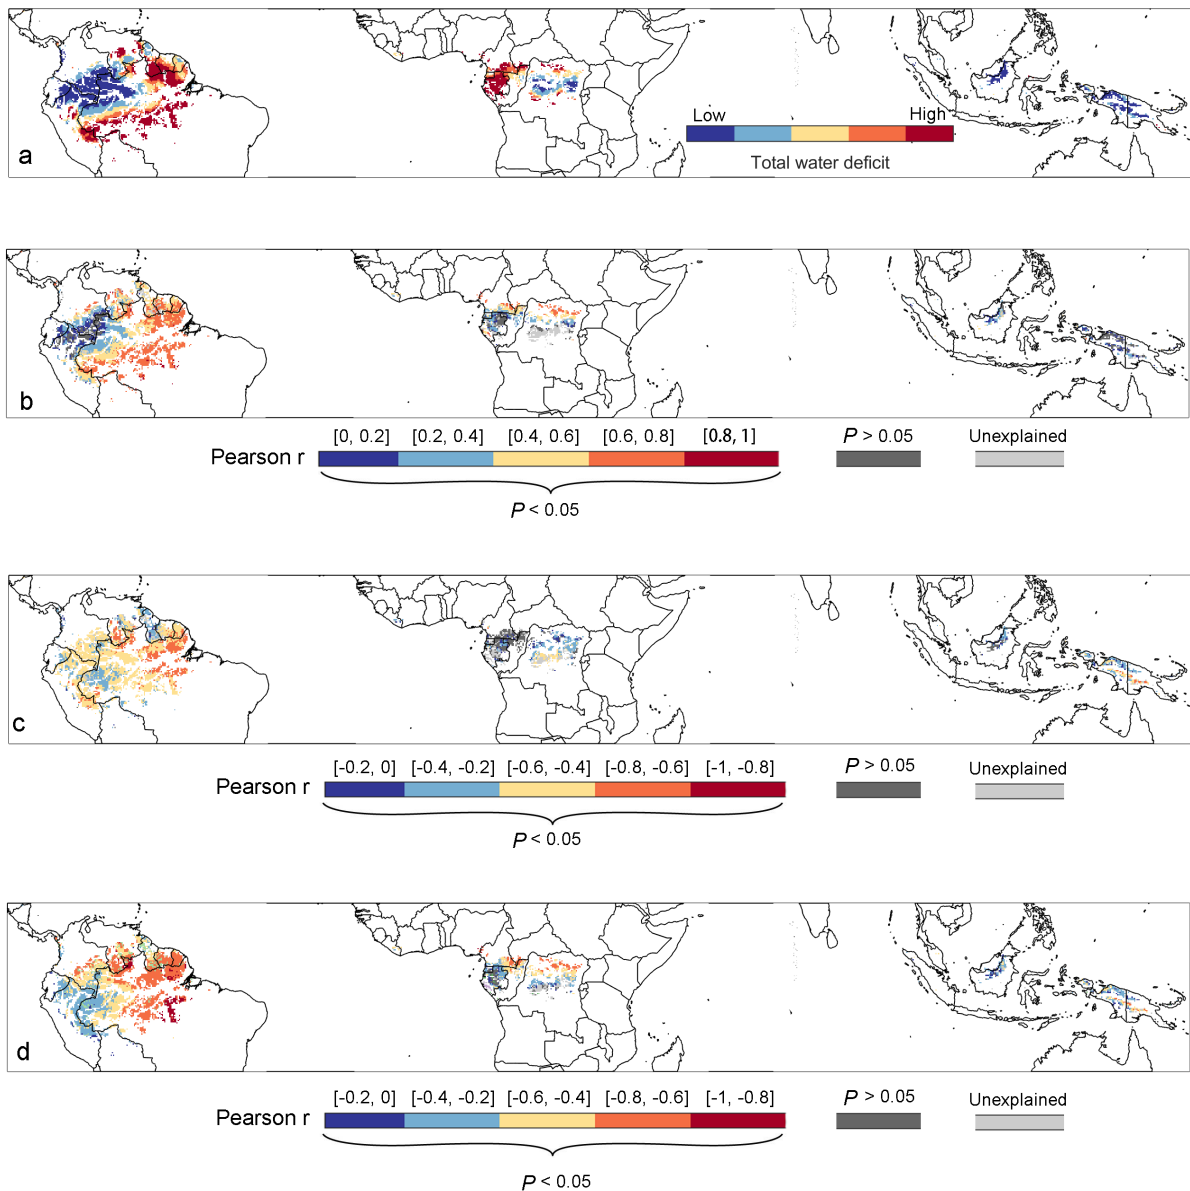 Low High
Total water deficit
a
b
[0, 0.2] [0.2, 0.4] [0.4, 0.6] [0.6, 0.8] [0.8, 1] P > 0.05 Unexplained
Pearson r
P < 0.05
c
[-0.2, 0] [-0.4, -0.2] [-0.6, -0.4] [-0.8, -0.6] [-1, -0.8] P > 0.05 Unexplained
Pearson r
P < 0.05
d
[-0.2, 0] [-0.4, -0.2] [-0.6, -0.4] [-0.8, -0.6] [-1, -0.8] P > 0.05 Unexplained
Pearson r
P < 0.05